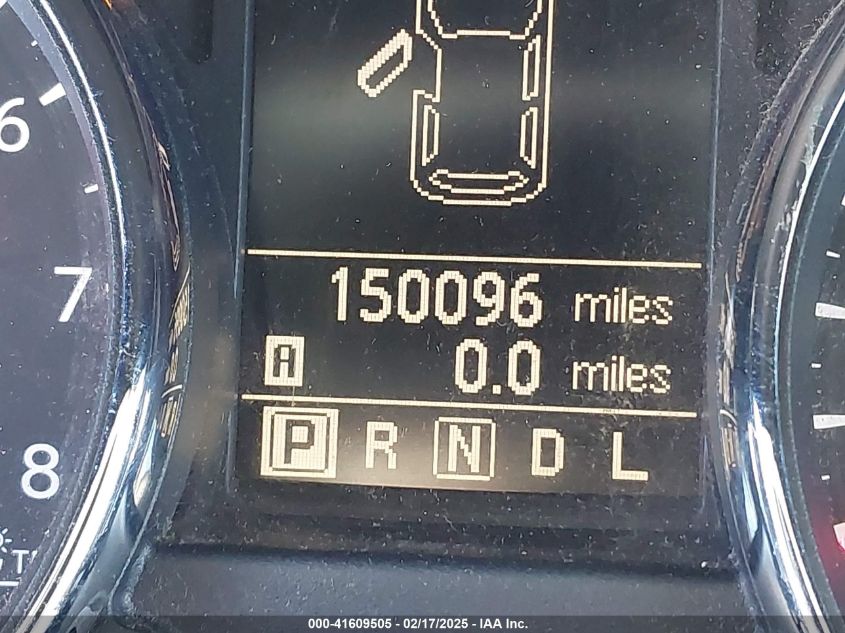 6
7
8
150096 miles
A 0.0 miles
P R N D L
000-41609505 - 02/17/2025 - IAA Inc.